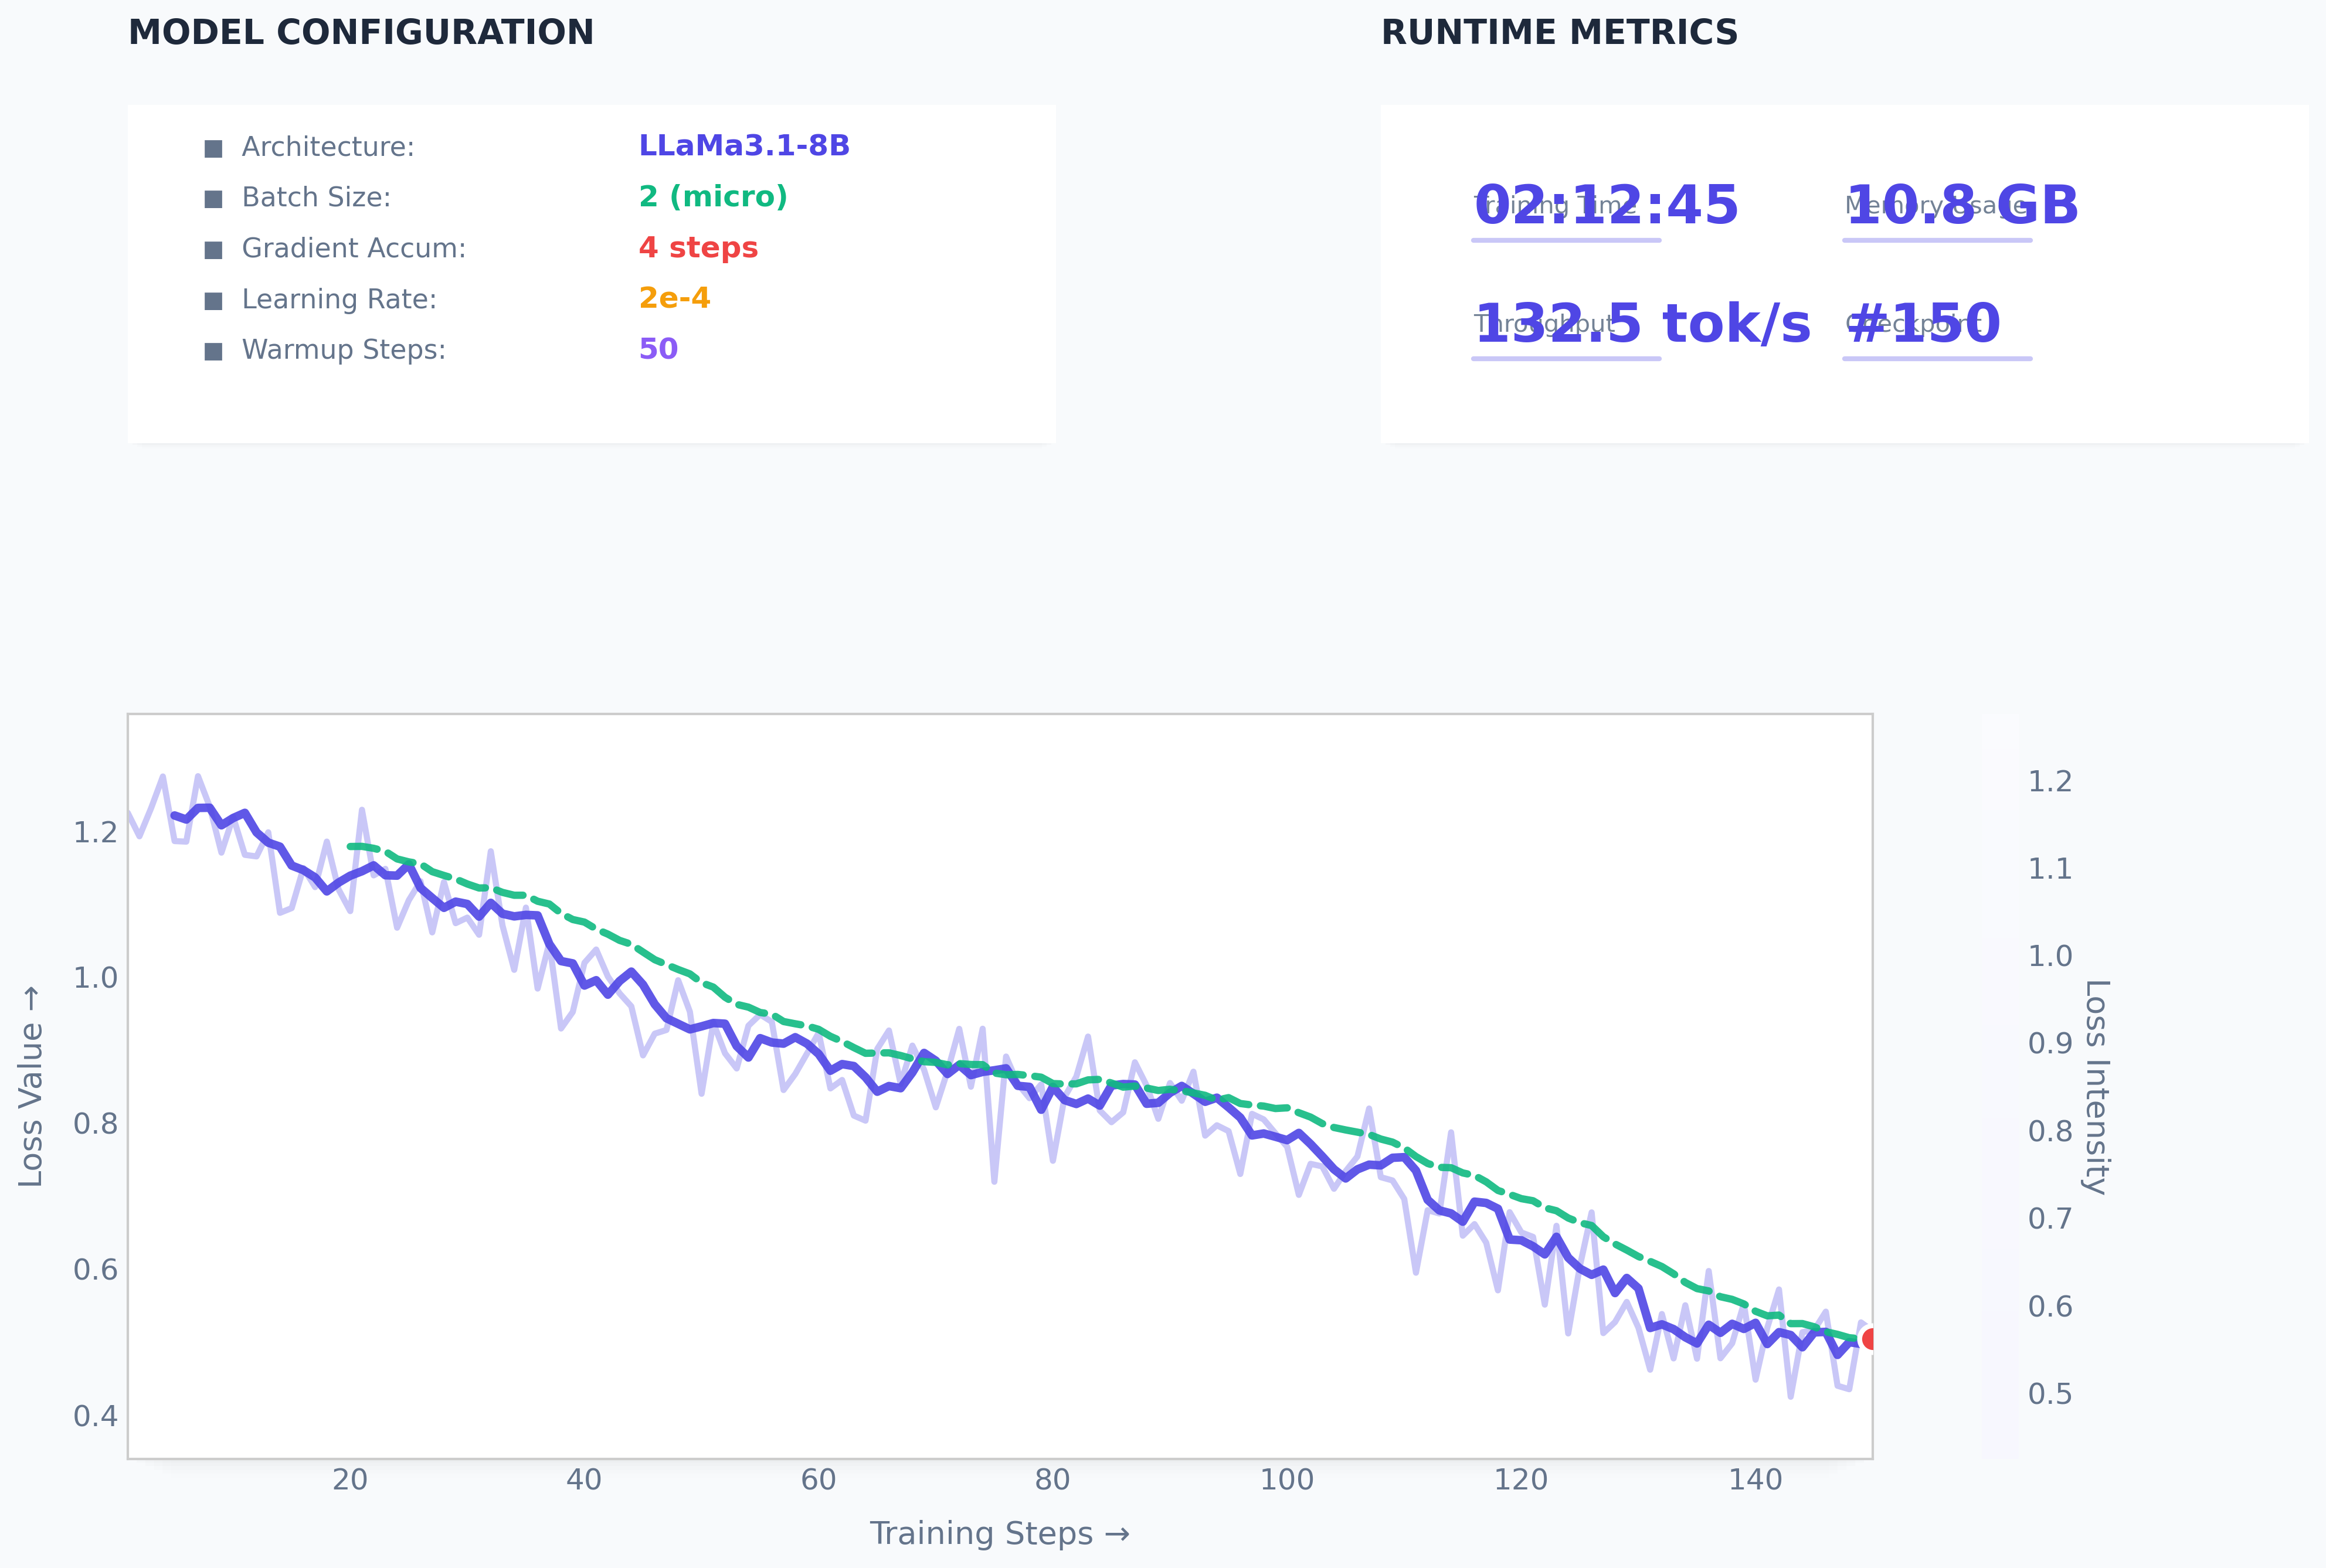 MODEL CONFIGURATION
■ Architecture: LLaMa3.1-8B
■ Batch Size: 2 (micro)
■ Gradient Accum: 4 steps
■ Learning Rate: 2e-4
■ Warmup Steps: 50
RUNTIME METRICS
Training Time
02:12:45
Memory Usage
10.8 GB
Throughput
132.5 tok/s
Checkpoint
#150
Loss Value →
1.2
1.0
0.8
0.6
0.4
20 40 60 80 100 120 140
Training Steps →
1.2
1.1
1.0
0.9
0.8
0.7
0.6
0.5
Loss Intensity